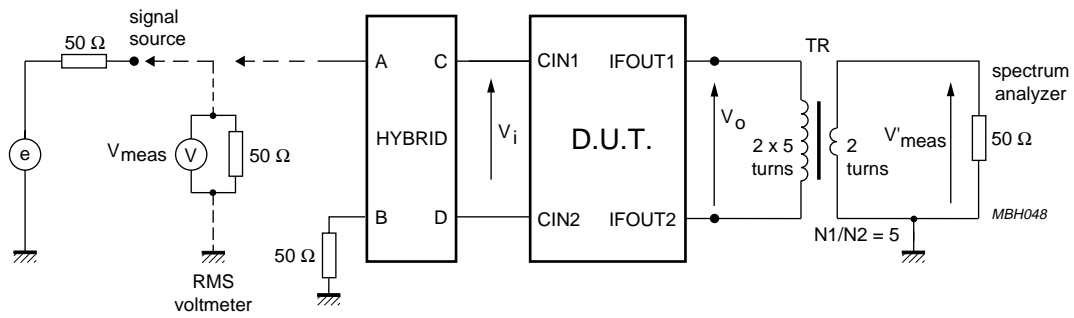 signal
source
50 Ω
e
Vmeas
V
50 Ω
RMS
voltmeter
50 Ω
A
C
HYBRID
B
D
Vi
CIN1
IFOUT1
D.U.T.
CIN2
IFOUT2
Vo
TR
2 x 5
turns
2
turns
N1/N2 = 5
V'meas
spectrum
analyzer
50 Ω
MBH048